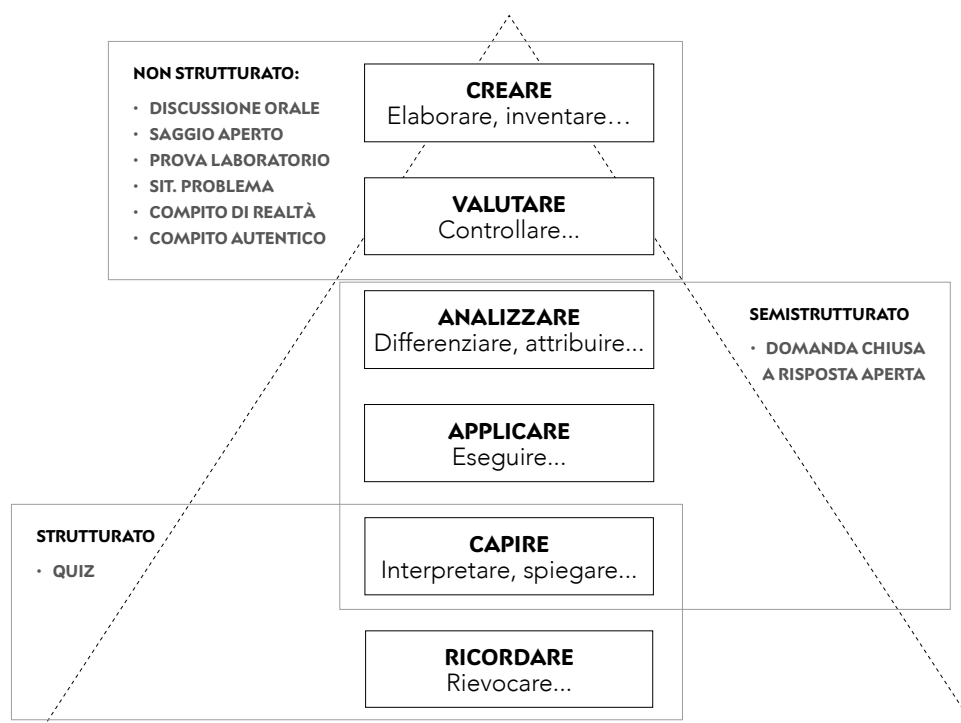 NON STRUTTURATO:
• DISCUSSIONE ORALE
• SAGGIO APERTO
• PROVA LABORATORIO
• SIT. PROBLEMA
• COMPITO DI REALTÀ
• COMPITO AUTENTICO
CREARE
Elaborare, inventare...
VALUTARE
Controllare...
ANALIZZARE
Differenziare, attribuire...
SEMISTRUTTURATO
• DOMANDA CHIUSA
A RISPOSTA APERTA
APPLICARE
Eseguire...
STRUTTURATO
• QUIZ
CAPIRE
Interpretare, spiegare...
RICORDARE
Rievocare...